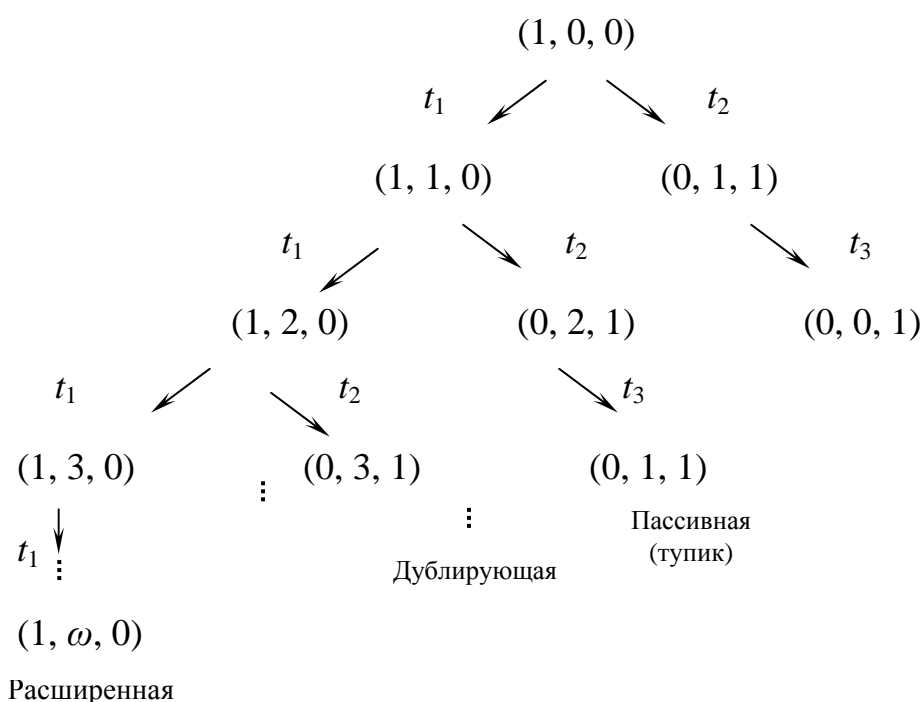 (1, 0, 0)
t₁ t₂
(1, 1, 0) (0, 1, 1)
t₁ t₂ t₃
(1, 2, 0) (0, 2, 1) (0, 0, 1)
t₁ t₂ t₃
(1, 3, 0) (0, 3, 1) (0, 1, 1)
Пассивная
(тупик)
t₁
Дублирующая
(1, ω, 0)
Расширенная